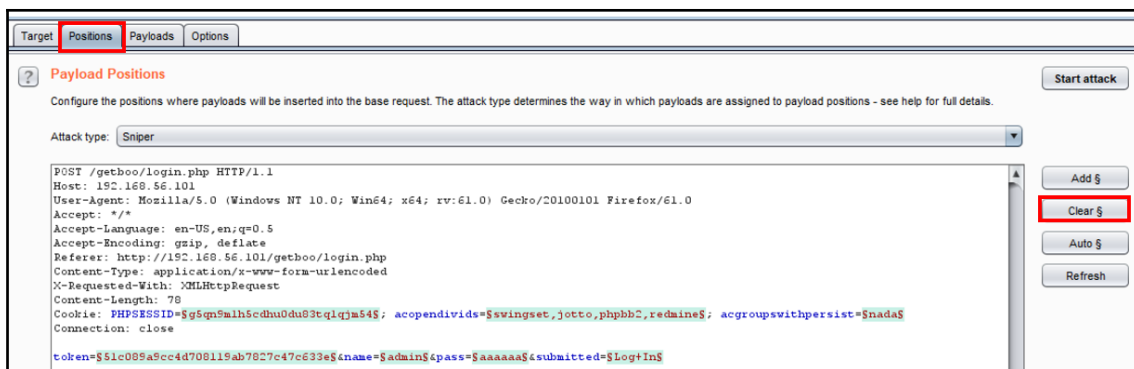 Target Positions Payloads Options
? Payload Positions
Start attack
Configure the positions where payloads will be inserted into the base request. The attack type determines the way in which payloads are assigned to payload positions - see help for full details.
Attack type: Sniper
POST /getboo/login.php HTTP/1.1
Host: 192.168.56.101
User-Agent: Mozilla/5.0 (Windows NT 10.0; Win64; x64; rv:61.0) Gecko/20100101 Firefox/61.0
Accept: */*
Accept-Language: en-US,en;q=0.5
Accept-Encoding: gzip, deflate
Referer: http://192.168.56.101/getboo/login.php
Content-Type: application/x-www-form-urlencoded
X-Requested-With: XMLHttpRequest
Content-Length: 78
Cookie: PHPSESSID=§g5qn9mlh5cdhu0du83tqlqjm54§; acopendivids=§swingset,jotto,phpbb2,redmine§; acgroupswithpersist=§nada§
Connection: close
token=§51c089a9cc4d708119ab7827c47c633e§&name=§admin§&pass=§aaaaaa§&submitted=§Log+In§
Add §
Clear §
Auto §
Refresh